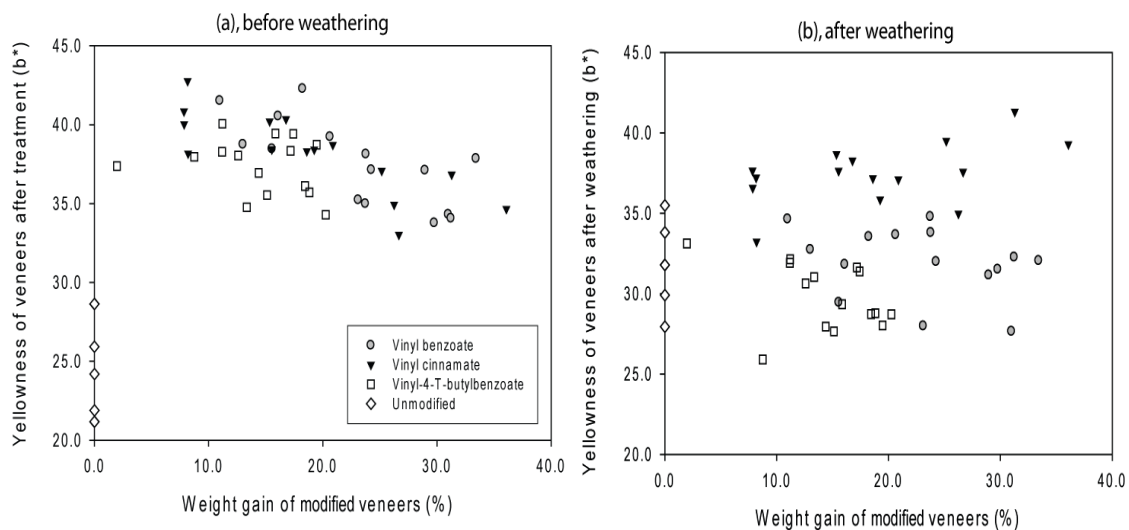 (a), before weathering
Yellowness of veneers after treatment (b*)
45.0
40.0
35.0
30.0
25.0
20.0
0.0 10.0 20.0 30.0 40.0
Weight gain of modified veneers (%)
Vinyl benzoate
Vinyl cinnamate
Vinyl-4-T-butylbenzoate
Unmodified
(b), after weathering
Yellowness of veneers after weathering (b*)
45.0
40.0
35.0
30.0
25.0
20.0
0.0 10.0 20.0 30.0 40.0
Weight gain of modified veneers (%)